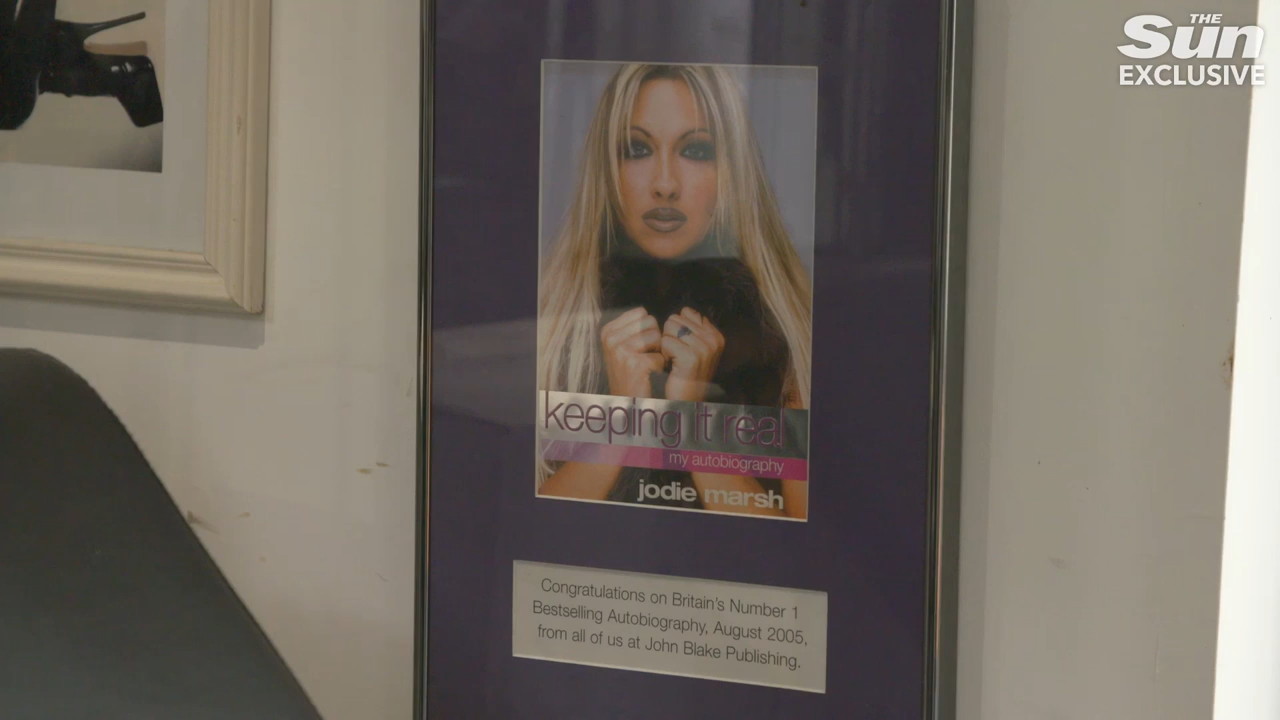 THE
Sun
EXCLUSIVE
keeping it real
my autobiography
jodie marsh
Congratulations on Britain's Number 1
Bestselling Autobiography, August 2005,
from all of us at John Blake Publishing.